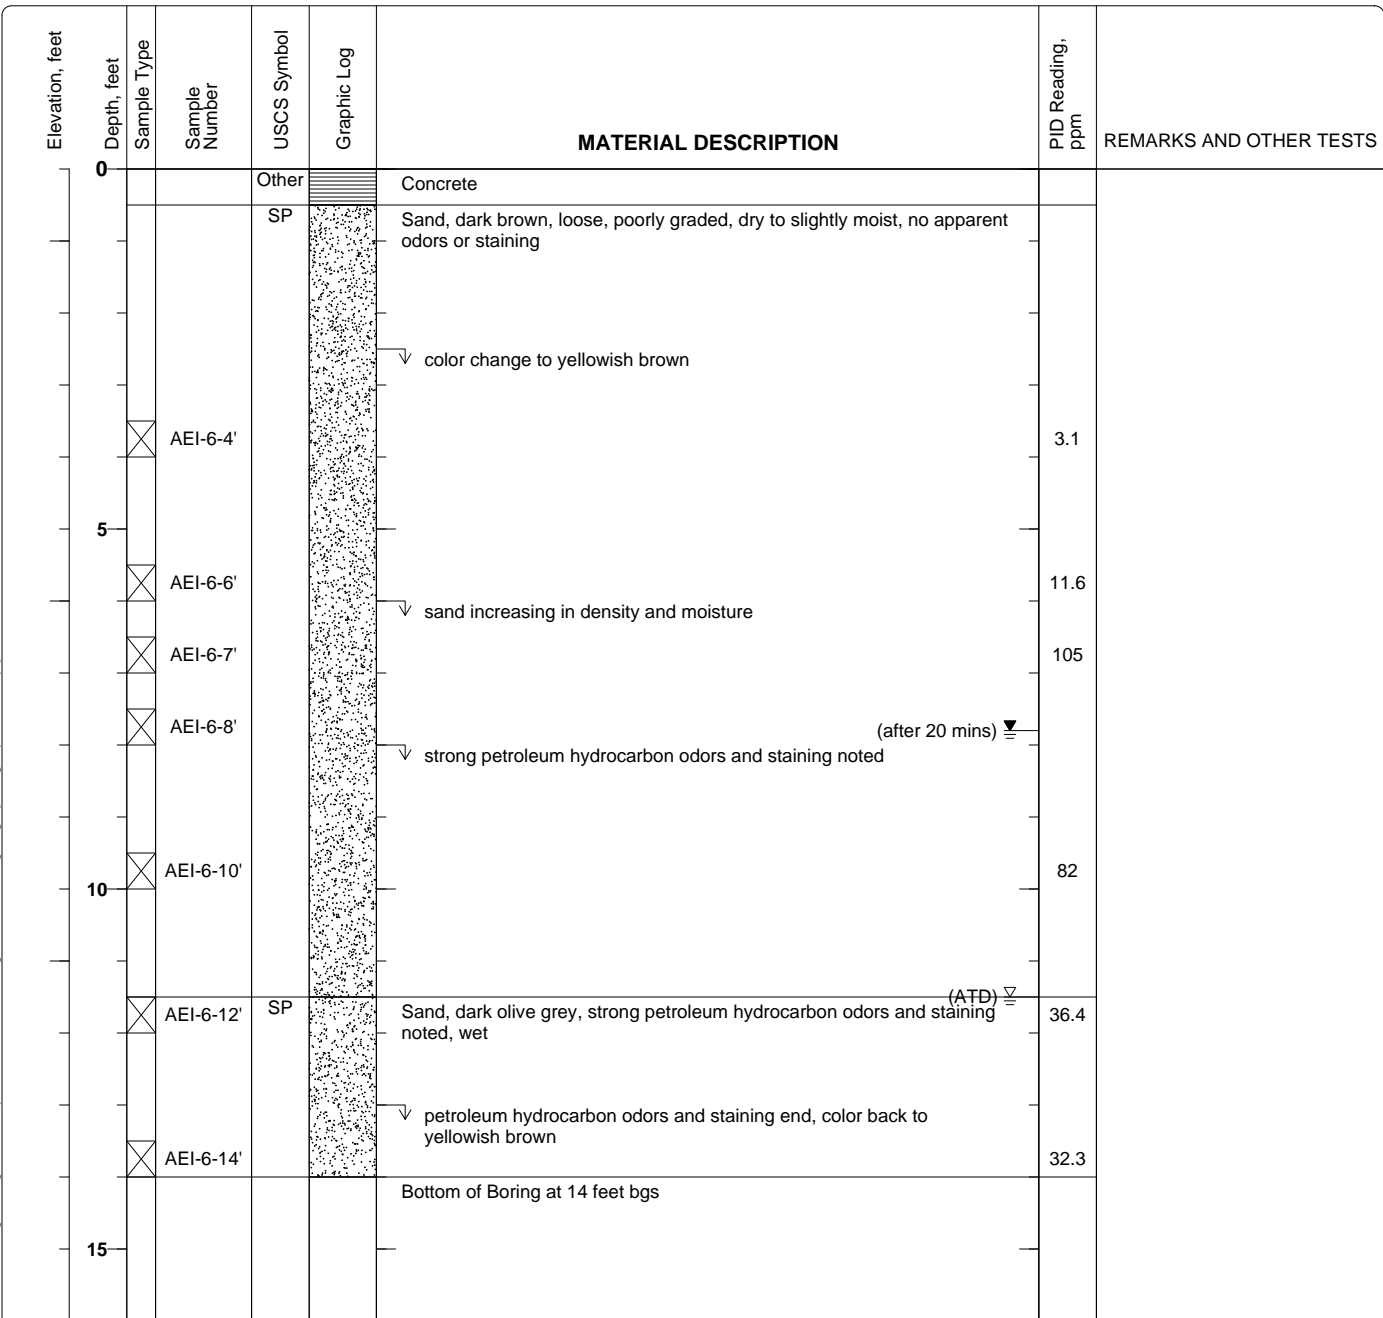 Elevation, feet
Depth, feet
Sample Type
Sample
Number
USCS Symbol
Graphic Log
MATERIAL DESCRIPTION
PID Reading,
ppm
REMARKS AND OTHER TESTS
0
Other
Concrete
SP
Sand, dark brown, loose, poorly graded, dry to slightly moist, no apparent
odors or staining
color change to yellowish brown
AEI-6-4'
3.1
5
AEI-6-6'
11.6
sand increasing in density and moisture
AEI-6-7'
105
AEI-6-8'
(after 20 mins)
strong petroleum hydrocarbon odors and staining noted
AEI-6-10'
82
10
(ATD)
AEI-6-12'
SP
Sand, dark olive grey, strong petroleum hydrocarbon odors and staining
noted, wet
36.4
petroleum hydrocarbon odors and staining end, color back to
yellowish brown
AEI-6-14'
32.3
Bottom of Boring at 14 feet bgs
15